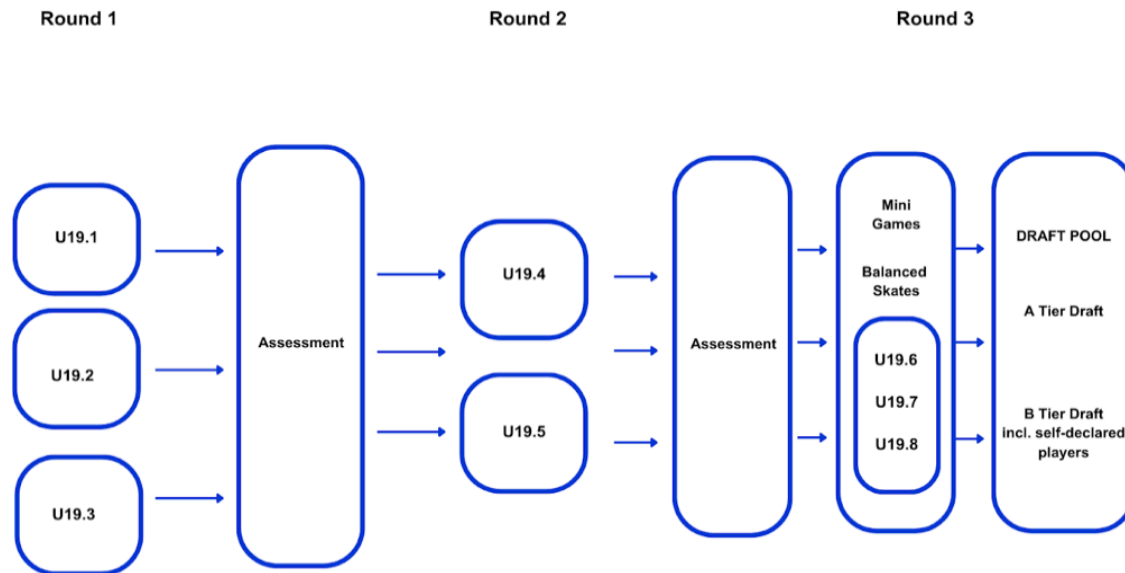 Round 1
Round 2
Round 3
U19.1
U19.2
U19.3
Assessment
U19.4
U19.5
Assessment
Mini
Games
Balanced
Skates
U19.6
U19.7
U19.8
DRAFT POOL
A Tier Draft
B Tier Draft
incl. self-declared
players